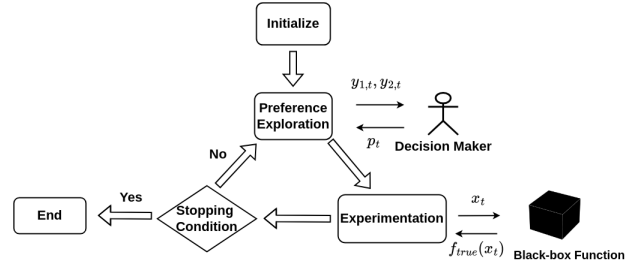 Initialize
Preference
Exploration
y_{1,t}, y_{2,t}
p_t
Decision Maker
No
Yes
End
Stopping
Condition
Experimentation
x_t
f_{true}(x_t)
Black-box Function